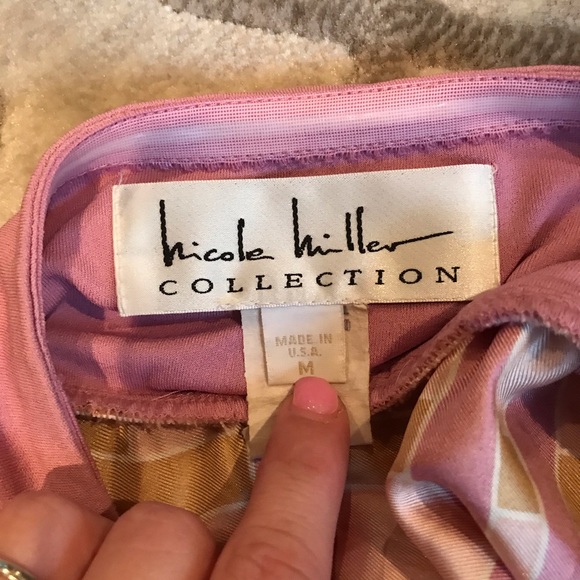 nicole miller
COLLECTION
MADE IN
U.S.A.
M